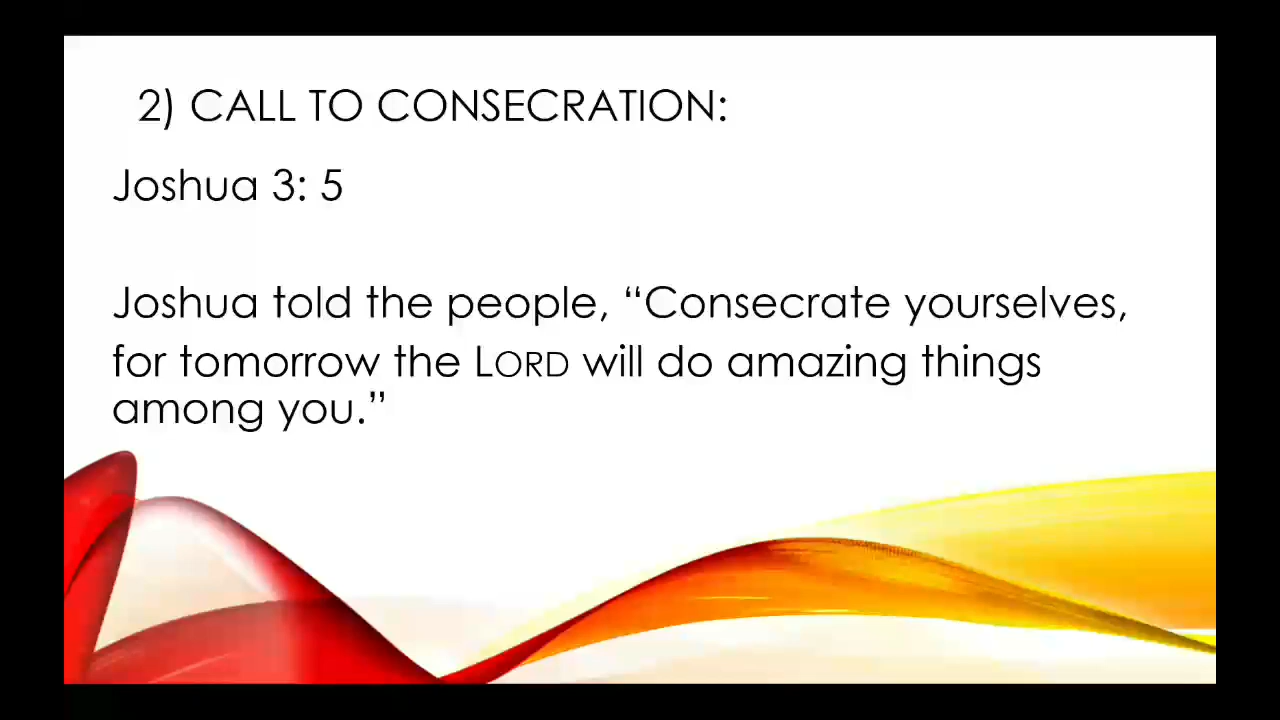 2) CALL TO CONSECRATION:
Joshua 3: 5
Joshua told the people, “Consecrate yourselves,
for tomorrow the LORD will do amazing things
among you.”